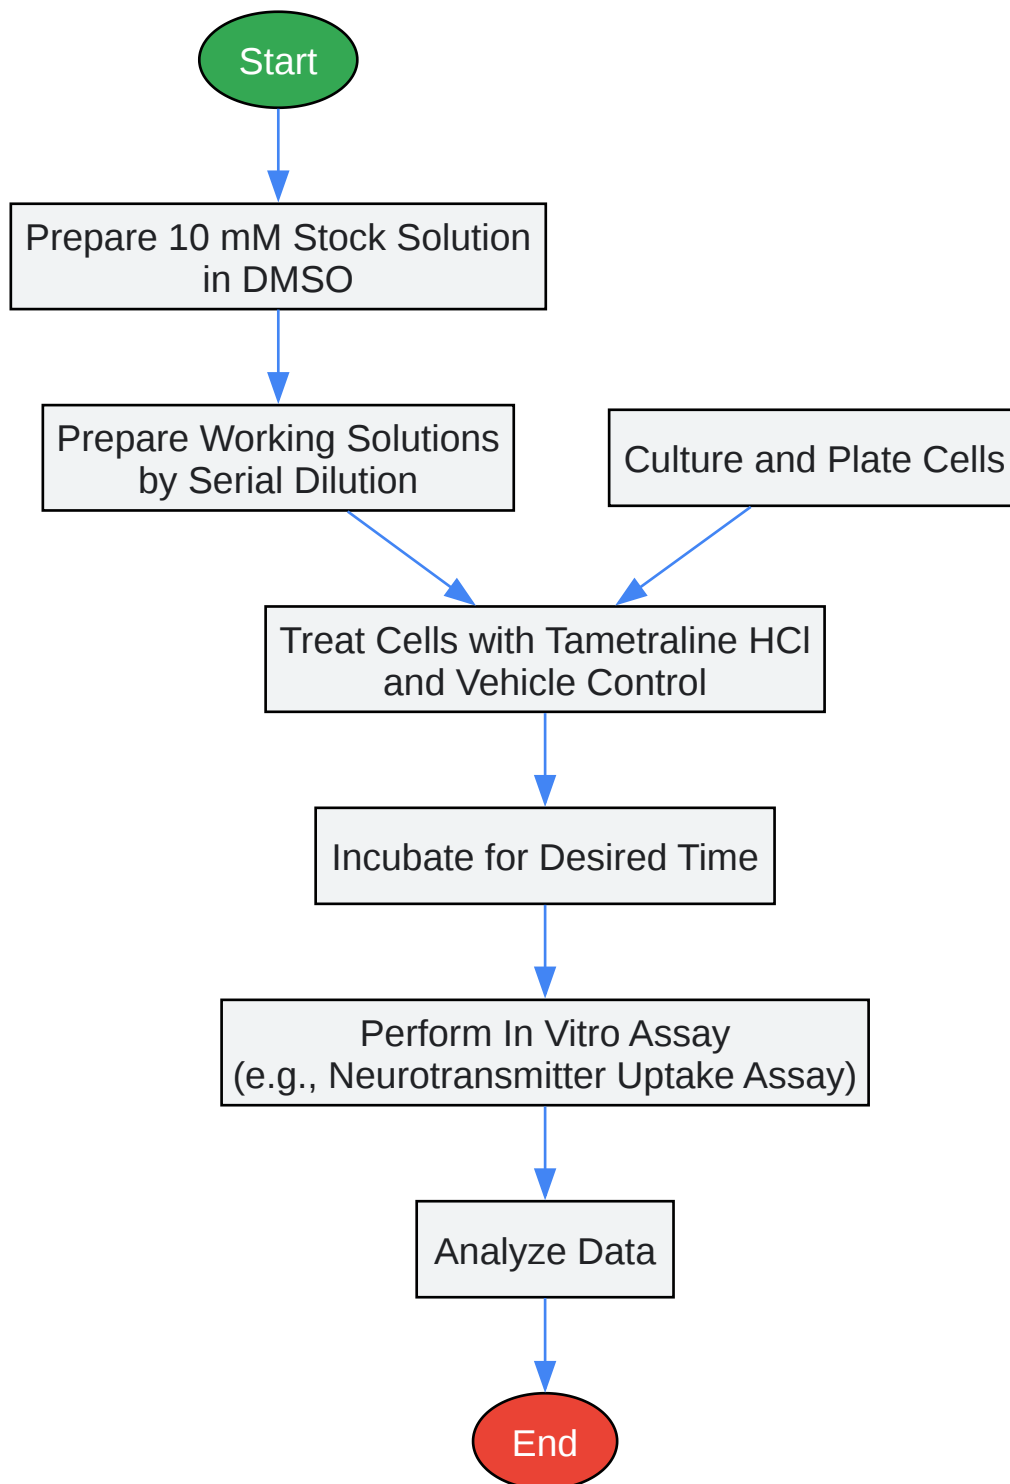 Start
Prepare 10 mM Stock Solution
in DMSO
Prepare Working Solutions
by Serial Dilution
Culture and Plate Cells
Treat Cells with Tametraline HCl
and Vehicle Control
Incubate for Desired Time
Perform In Vitro Assay
(e.g., Neurotransmitter Uptake Assay)
Analyze Data
End